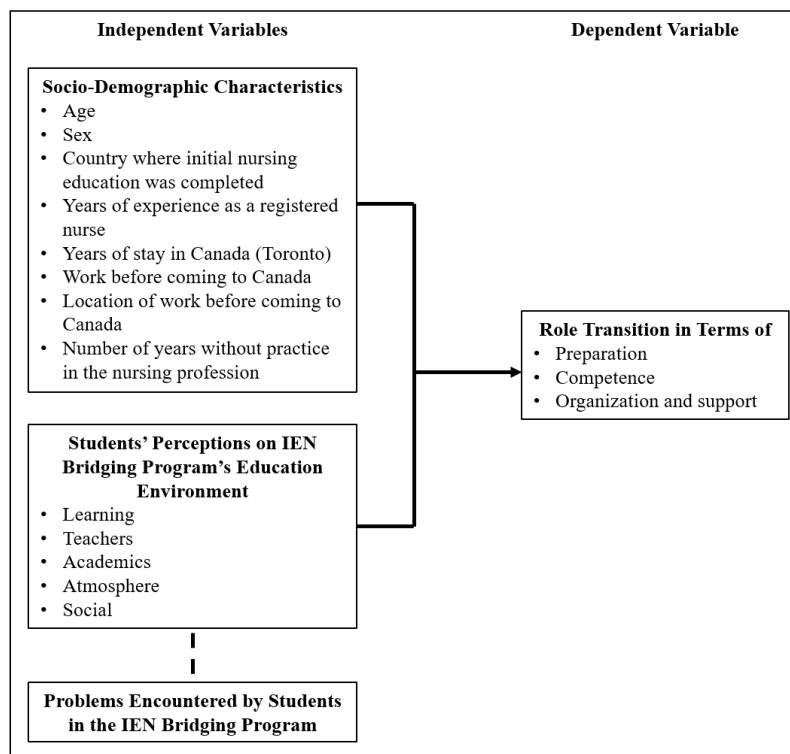 Independent Variables
Dependent Variable
Socio-Demographic Characteristics
• Age
• Sex
• Country where initial nursing
education was completed
• Years of experience as a registered
nurse
• Years of stay in Canada (Toronto)
• Work before coming to Canada
• Location of work before coming to
Canada
• Number of years without practice
in the nursing profession
Students’ Perceptions on IEN
Bridging Program’s Education
Environment
• Learning
• Teachers
• Academics
• Atmosphere
• Social
Problems Encountered by Students
in the IEN Bridging Program
Role Transition in Terms of
• Preparation
• Competence
• Organization and support